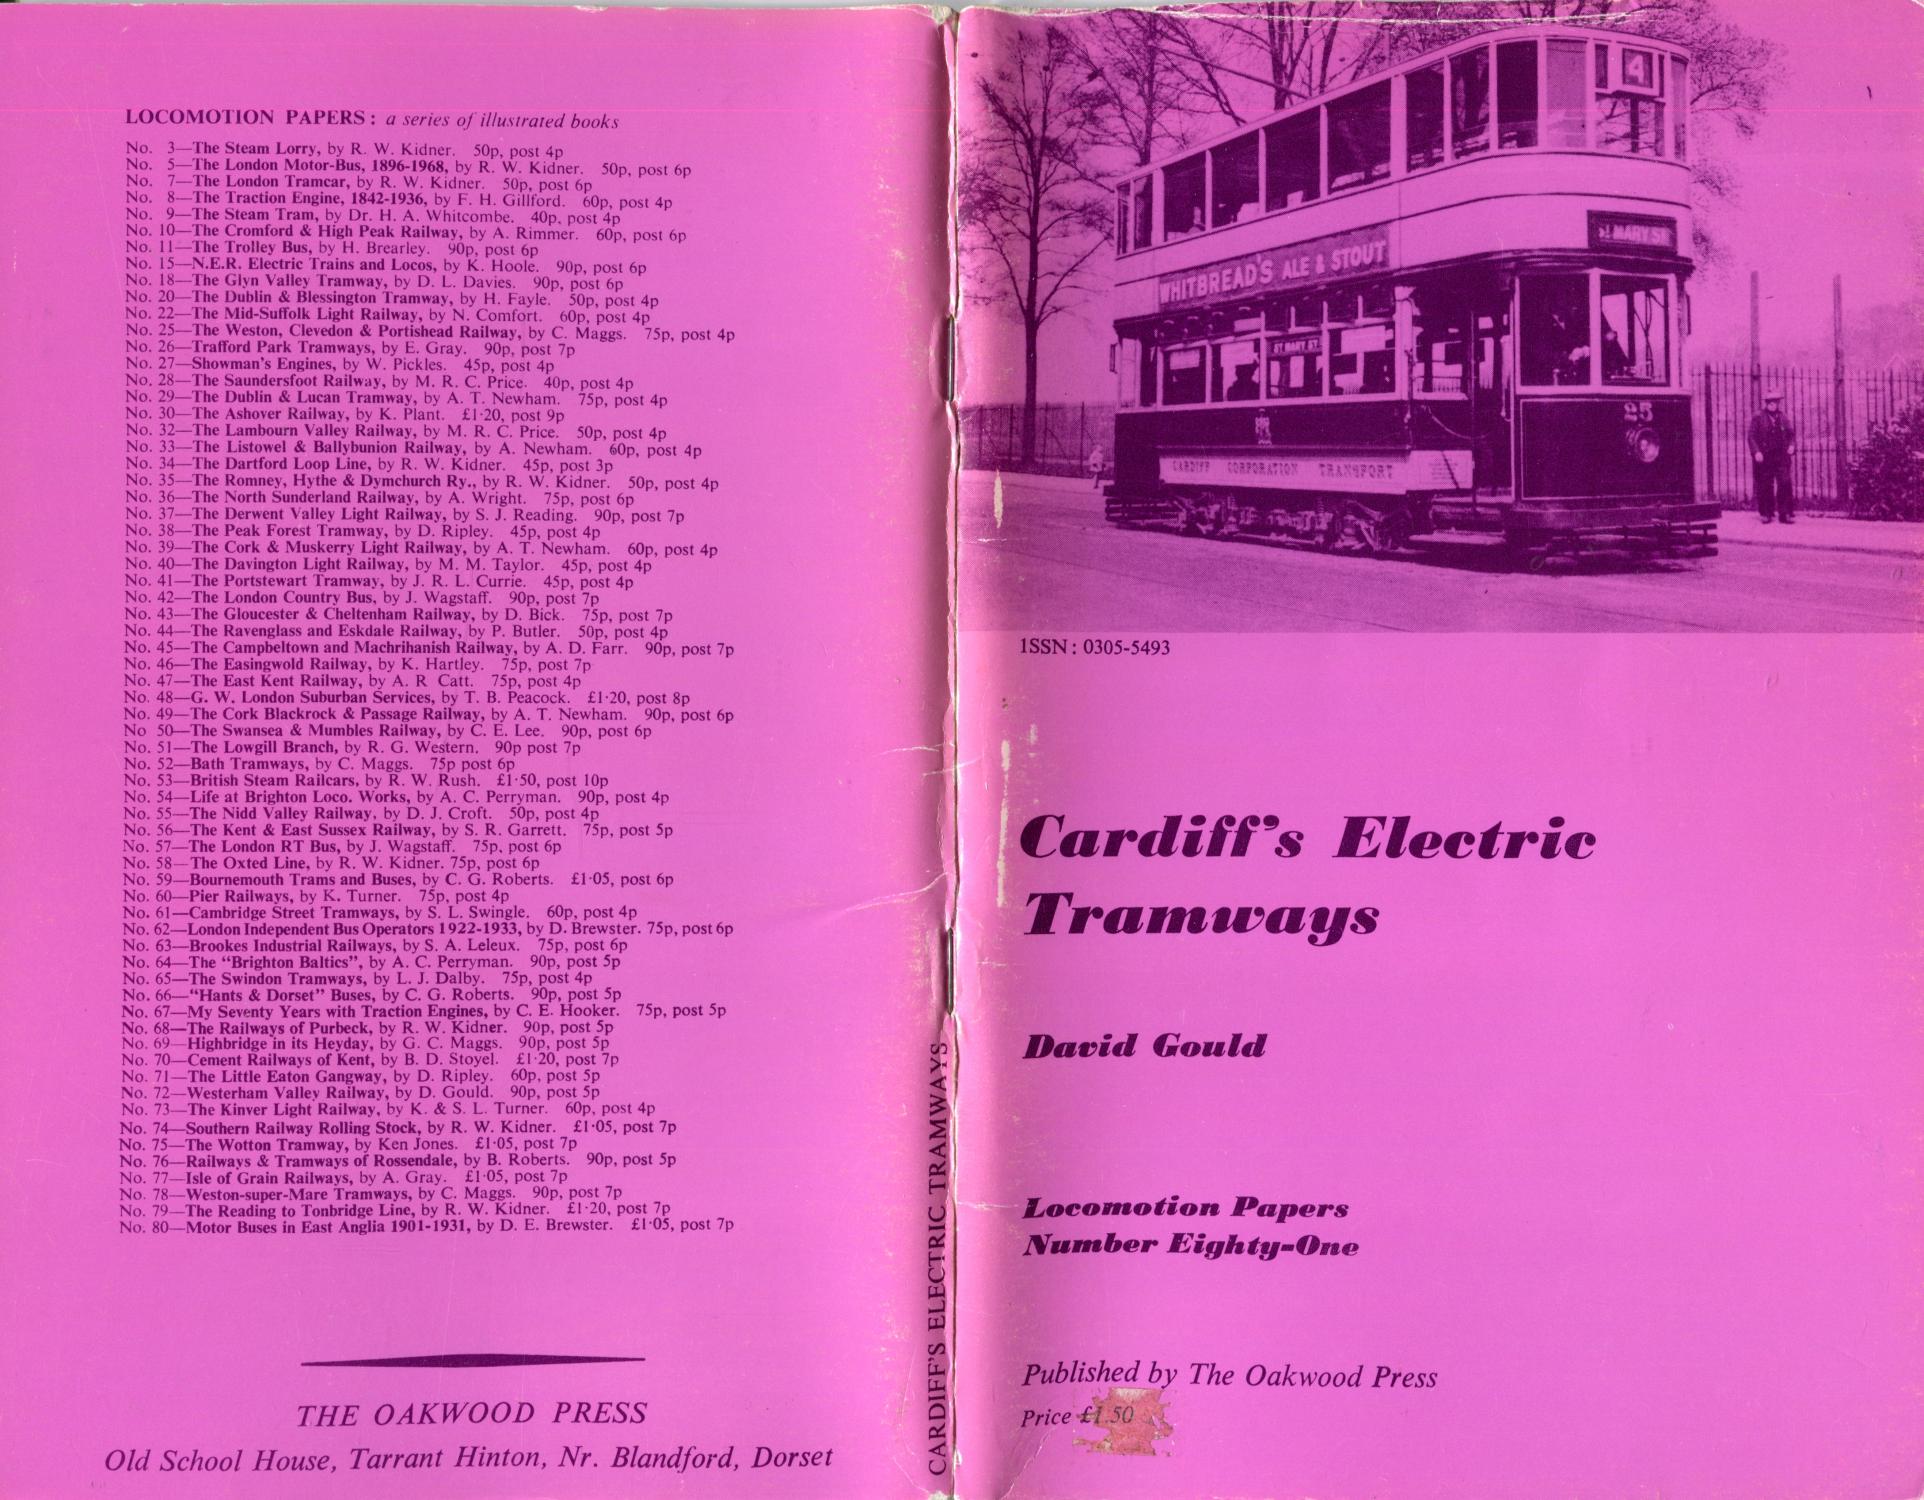 LOCOMOTION PAPERS: a series of illustrated books
No. 3—The Steam Lorry, by R. W. Kidner. 50p, post 4p
No. 5—The London Motor-Bus, 1896-1968, by R. W. Kidner. 50p, post 6p
No. 7—The London Tramcar, by R. W. Kidner. 50p, post 6p
No. 8—The Traction Engine, 1842-1936, by F. H. Gillford. 60p, post 4p
No. 9—The Steam Tram, by Dr. H. A. Whitcombe. 40p, post 4p
No. 10—The Cromford & High Peak Railway, by A. Rimmer. 60p, post 6p
No. 11—The Trolley Bus, by H. Brearley. 90p, post 6p
No. 15—N.E.R. Electric Trains and Locos, by K. Hoole. 90p, post 6p
No. 18—The Glyn Valley Tramway, by D. L. Davies. 90p, post 6p
No. 20—The Dublin & Blessington Tramway, by H. Fayle. 50p, post 4p
No. 22—The Mid-Suffolk Light Railway, by N. Comfort. 60p, post 4p
No. 25—The Weston, Clevedon & Portishead Railway, by C. Maggs. 75p, post 4p
No. 26—Trafford Park Tramways, by E. Gray. 90p, post 7p
No. 27—Showman's Engines, by W. Pickles. 45p, post 4p
No. 28—The Saundersfoot Railway, by M. R. C. Price. 40p, post 4p
No. 29—The Dublin & Lucan Tramway, by A. T. Newham. 75p, post 4p
No. 30—The Ashover Railway, by K. Plant. £1·20, post 9p
No. 32—The Lambourn Valley Railway, by M. R. C. Price. 50p, post 4p
No. 33—The Listowel & Ballybunion Railway, by A. Newham. 60p, post 4p
No. 34—The Dartford Loop Line, by R. W. Kidner. 45p, post 3p
No. 35—The Romney, Hythe & Dymchurch Ry., by R. W. Kidner. 50p, post 4p
No. 36—The North Sunderland Railway, by A. Wright. 75p, post 6p
No. 37—The Derwent Valley Light Railway, by S. J. Reading. 90p, post 7p
No. 38—The Peak Forest Tramway, by D. Ripley. 45p, post 4p
No. 39—The Cork & Muskerry Light Railway, by A. T. Newham. 60p, post 4p
No. 40—The Davington Light Railway, by M. M. Taylor. 45p, post 4p
No. 41—The Portstewart Tramway, by J. R. L. Currie. 45p, post 4p
No. 42—The London Country Bus, by J. Wagstaff. 90p, post 7p
No. 43—The Gloucester & Cheltenham Railway, by D. Bick. 75p, post 7p
No. 44—The Ravenglass and Eskdale Railway, by P. Butler. 50p, post 4p
No. 45—The Campbeltown and Machrihanish Railway, by A. D. Farr. 90p, post 7p
No. 46—The Easingwold Railway, by K. Hartley. 75p, post 7p
No. 47—The East Kent Railway, by A. R Catt. 75p, post 4p
No. 48—G. W. London Suburban Services, by T. B. Peacock. £1·20, post 8p
No. 49—The Cork Blackrock & Passage Railway, by A. T. Newham. 90p, post 6p
No 50—The Swansea & Mumbles Railway, by C. E. Lee. 90p, post 6p
No. 51—The Lowgill Branch, by R. G. Western. 90p post 7p
No. 52—Bath Tramways, by C. Maggs. 75p post 6p
No. 53—British Steam Railcars, by R. W. Rush. £1·50, post 10p
No. 54—Life at Brighton Loco. Works, by A. C. Perryman. 90p, post 4p
No. 55—The Nidd Valley Railway, by D. J. Croft. 50p, post 4p
No. 56—The Kent & East Sussex Railway, by S. R. Garrett. 75p, post 5p
No. 57—The London RT Bus, by J. Wagstaff. 75p, post 6p
No. 58—The Oxted Line, by R. W. Kidner. 75p, post 6p
No. 59—Bournemouth Trams and Buses, by C. G. Roberts. £1·05, post 6p
No. 60—Pier Railways, by K. Turner. 75p, post 4p
No. 61—Cambridge Street Tramways, by S. L. Swingle. 60p, post 4p
No. 62—London Independent Bus Operators 1922-1933, by D. Brewster. 75p, post 6p
No. 63—Brookes Industrial Railways, by S. A. Leleux. 75p, post 6p
No. 64—The "Brighton Baltics", by A. C. Perryman. 90p, post 5p
No. 65—The Swindon Tramways, by L. J. Dalby. 75p, post 4p
No. 66—"Hants & Dorset" Buses, by C. G. Roberts. 90p, post 5p
No. 67—My Seventy Years with Traction Engines, by C. E. Hooker. 75p, post 5p
No. 68—The Railways of Purbeck, by R. W. Kidner. 90p, post 5p
No. 69—Highbridge in its Heyday, by G. C. Maggs. 90p, post 5p
No. 70—Cement Railways of Kent, by B. D. Stoyel. £1·20, post 7p
No. 71—The Little Eaton Gangway, by D. Ripley. 60p, post 5p
No. 72—Westerham Valley Railway, by D. Gould. 90p, post 5p
No. 73—The Kinver Light Railway, by K. & S. L. Turner. 60p, post 4p
No. 74—Southern Railway Rolling Stock, by R. W. Kidner. £1·05, post 7p
No. 75—The Wotton Tramway, by Ken Jones. £1·05, post 7p
No. 76—Railways & Tramways of Rossendale, by B. Roberts. 90p, post 5p
No. 77—Isle of Grain Railways, by A. Gray. £1·05, post 7p
No. 78—Weston-super-Mare Tramways, by C. Maggs. 90p, post 7p
No. 79—The Reading to Tonbridge Line, by R. W. Kidner. £1·20, post 7p
No. 80—Motor Buses in East Anglia 1901-1931, by D. E. Brewster. £1·05, post 7p
THE OAKWOOD PRESS
Old School House, Tarrant Hinton, Nr. Blandford, Dorset
CARDIFF'S ELECTRIC TRAMWAYS
4
ST MARY ST
WHITBREAD'S ALE & STOUT
ST. MARY ST.
25
CARDIFF CORPORATION TRANSPORT
ISSN: 0305-5493
Cardiff's Electric
Tramways
David Gould
Locomotion Papers
Number Eighty-One
Published by The Oakwood Press
Price £1.50